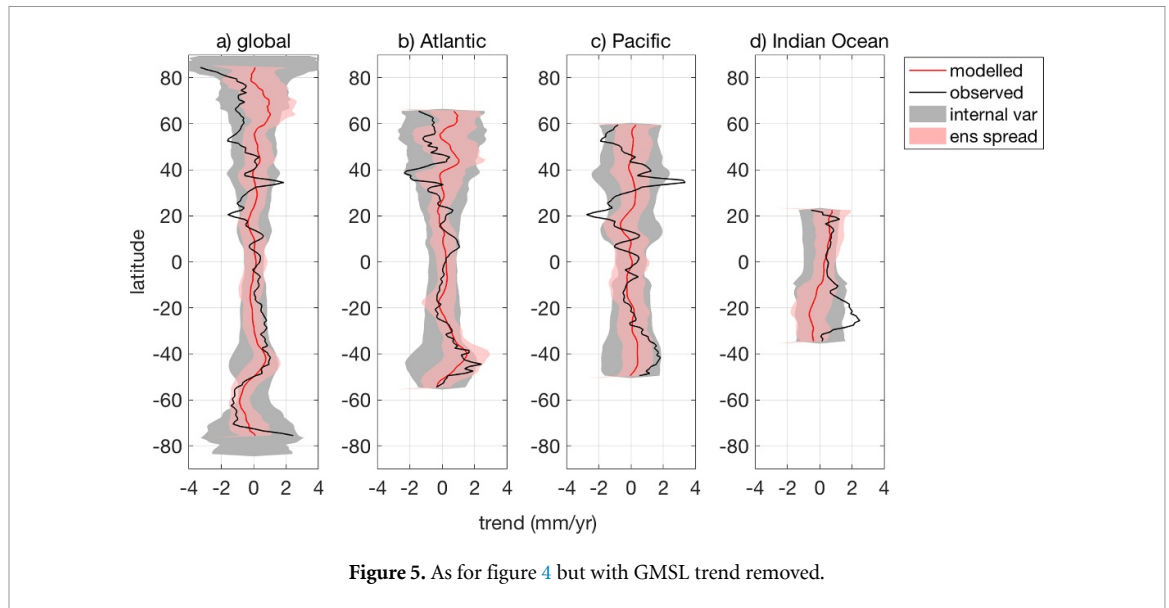 a) global
b) Atlantic
c) Pacific
d) Indian Ocean
modelled
observed
internal var
ens spread
latitude
80
60
40
20
0
-20
-40
-60
-80
80
60
40
20
0
-20
-40
-60
-80
80
60
40
20
0
-20
-40
-60
-80
80
60
40
20
0
-20
-40
-60
-80
-4 -2 0 2 4
-4 -2 0 2 4
-4 -2 0 2 4
-4 -2 0 2 4
trend (mm/yr)
Figure 5. As for figure 4 but with GMSL trend removed.